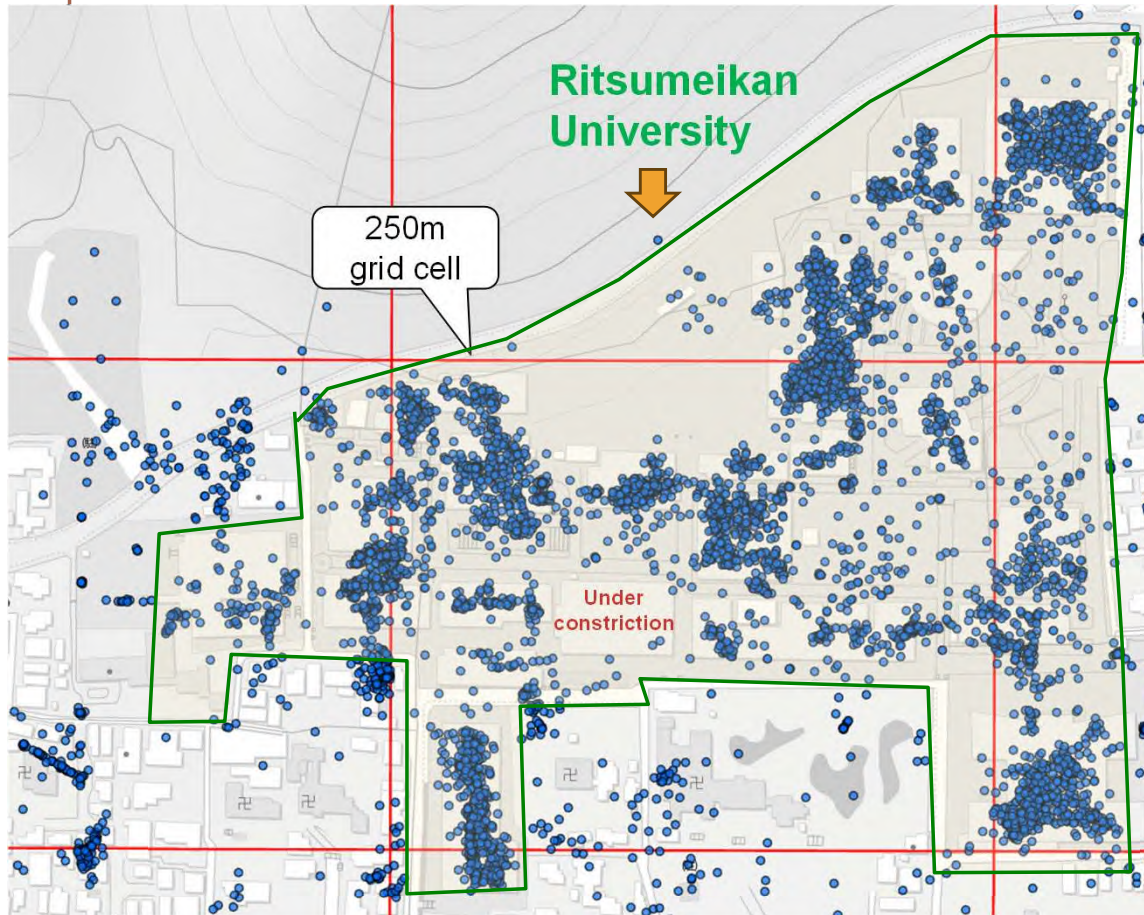 Ritsumeikan
University
250m
grid cell
Under
constriction